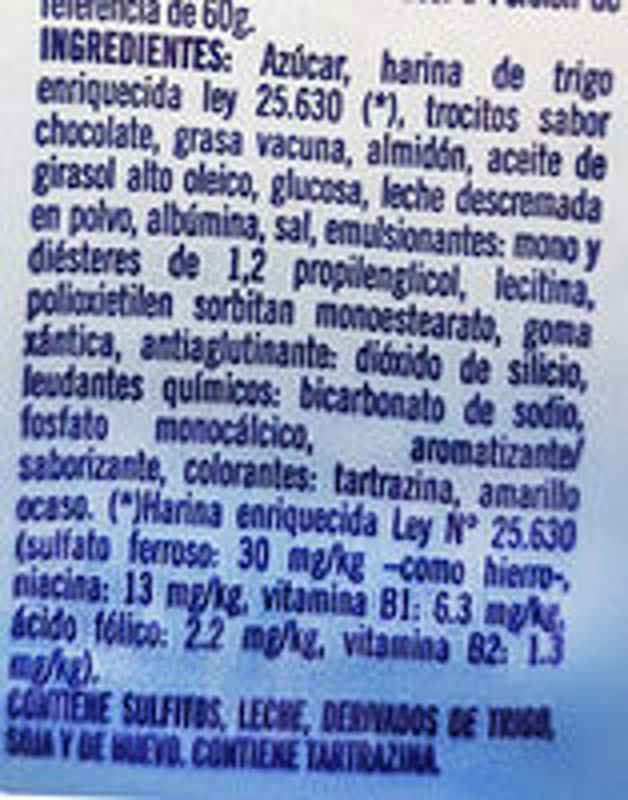 referencia de 60g.
INGREDIENTES: Azúcar, harina de trigo
enriquecida ley 25.630 (*), trocitos sabor
chocolate, grasa vacuna, almidón, aceite de
girasol alto oleico, glucosa, leche descremada
en polvo, albúmina, sal, emulsionantes: mono y
diésteres de 1,2 propilenglicol, lecitina,
polioxietilen sorbitan monoestearato, goma
xántica, antiaglutinante: dióxido de silicio,
leudantes químicos: bicarbonato de sodio,
fosfato monocálcico, aromatizante/
saborizante, colorantes: tartrazina, amarillo
ocaso. (*)Harina enriquecida Ley Nº 25.630
(sulfato ferroso: 30 mg/kg –como hierro-,
niacina: 13 mg/kg, vitamina B1: 6.3 mg/kg,
ácido fólico: 2.2 mg/kg, vitamina B2: 1.3
mg/kg).
CONTIENE SULFITOS, LECHE, DERIVADOS DE TRIGO,
SOJA Y DE HUEVO. CONTIENE TARTRAZINA.